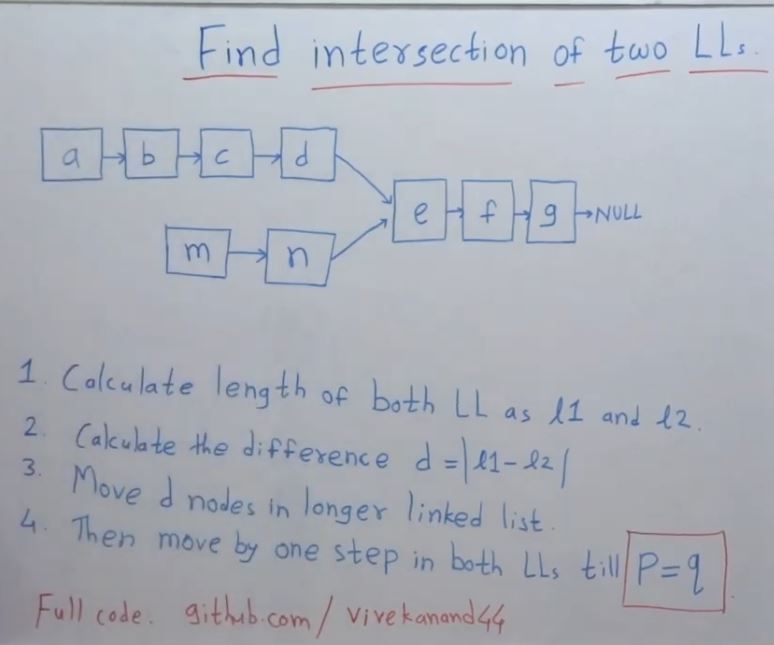 Find intersection of two LLs.
a b c d
e f g NULL
m n
1. Calculate length of both LL as l1 and l2.
2. Calculate the difference d = |l1-l2|
3. Move d nodes in longer linked list.
4. Then move by one step in both LLs till P=q.
Full code. github.com/vivekanand44